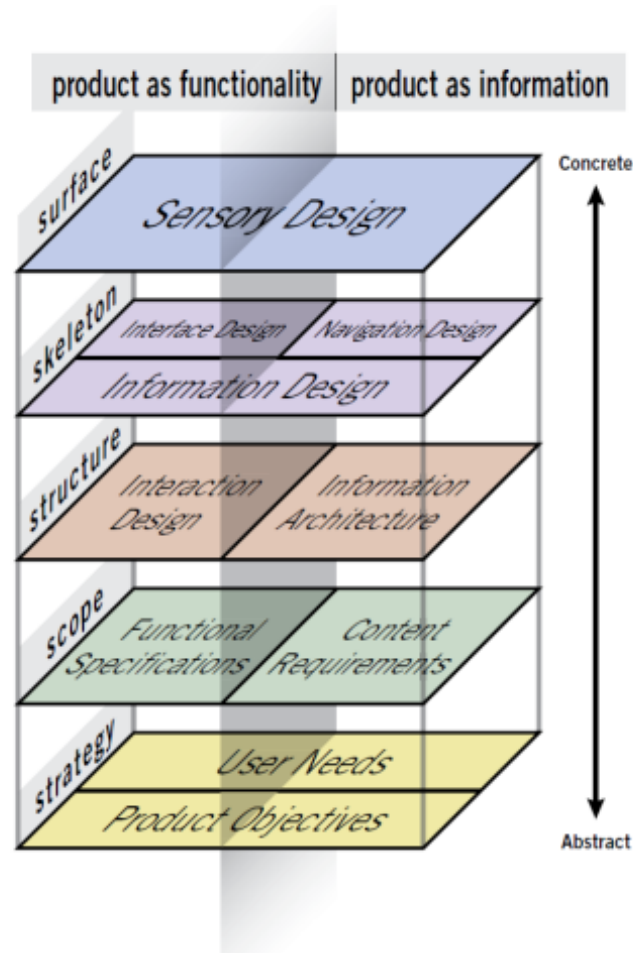 product as functionality
product as information
Concrete
surface
Sensory Design
skeleton
Interface Design
Navigation Design
Information Design
structure
Interaction
Design
Information
Architecture
scope
Functional
Specifications
Content
Requirements
strategy
User Needs
Product Objectives
Abstract